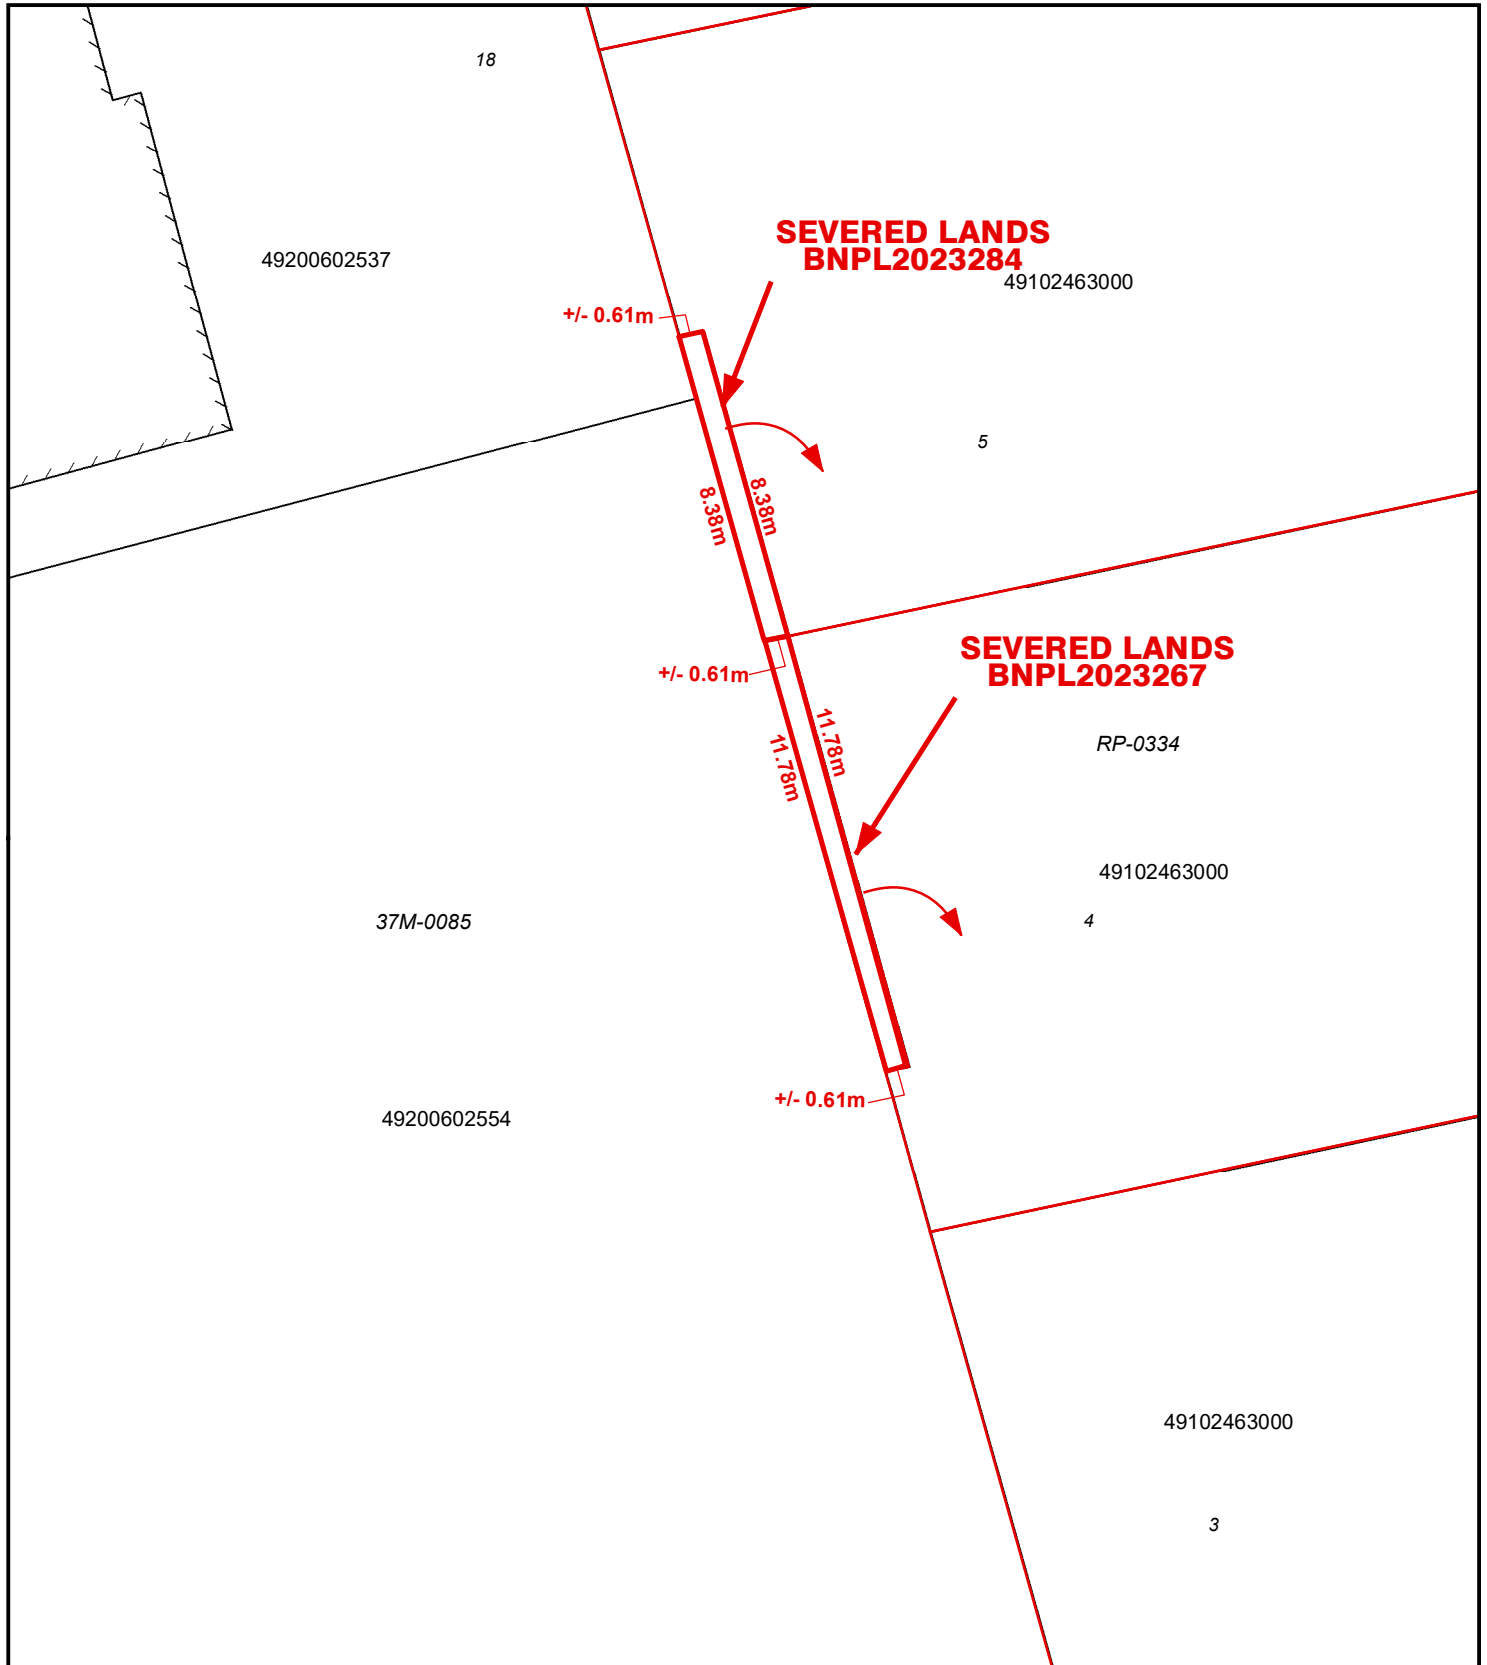 18
SEVERED LANDS
BNPL2023284
49200602537
49102463000
+/- 0.61m
5
8.38m
8.38m
SEVERED LANDS
BNPL2023267
+/- 0.61m
11.78m
11.78m
RP-0334
49102463000
37M-0085
4
+/- 0.61m
49200602554
49102463000
3